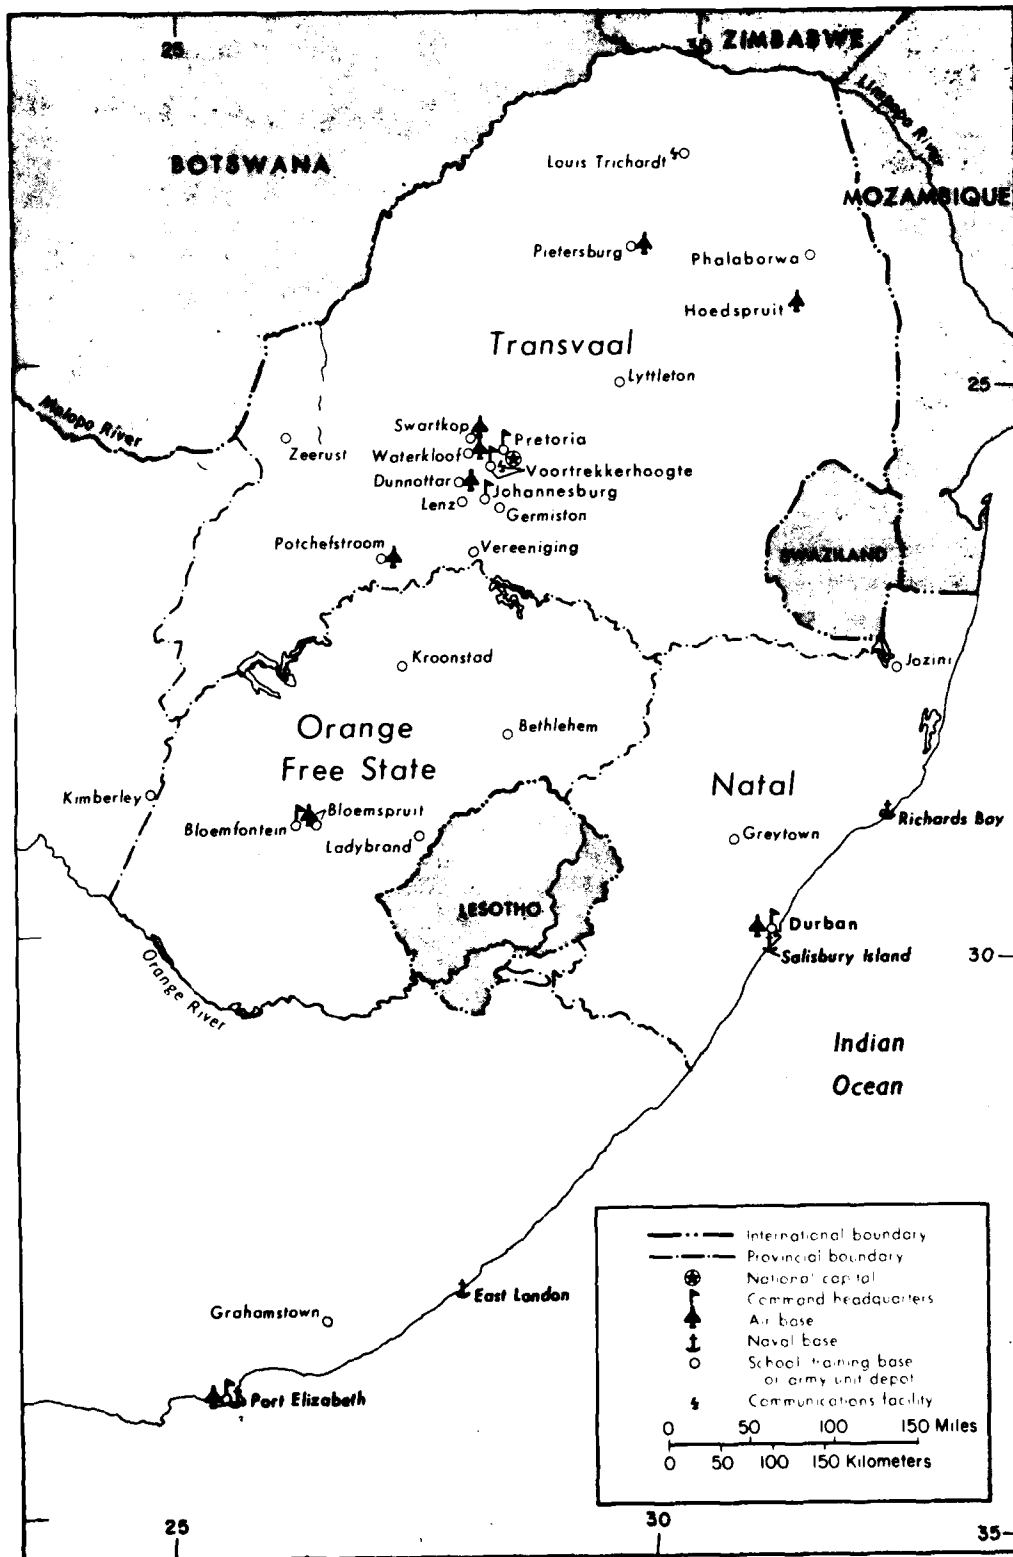 25
30
ZIMBABWE
Limpopo River
BOTSWANA
Louis Trichardt
MOZAMBIQUE
Pietersburg
Phalaborwa
Hoedspruit
Transvaal
Lyttleton
25
Molopo River
Swartkop
Pretoria
Zeerust
Waterkloof
Voortrekkerhoogte
Dunnottar
Johannesburg
Lenz
Germiston
Potchefstroom
Vereeniging
SWAZILAND
Kroonstad
Jozini
Orange
Free State
Bethlehem
Natal
Kimberley
Bloemspruit
Bloemfontein
Ladybrand
Richards Bay
Greytown
LESOTHO
Durban
Salisbury Island
30
Orange River
Indian
Ocean
International boundary
Provincial boundary
National capital
Command headquarters
Air base
Naval base
School training base
or army unit depot
Communications facility
0 50 100 150 Miles
0 50 100 150 Kilometers
East London
Grahamstown
Port Elizabeth
25
30
35